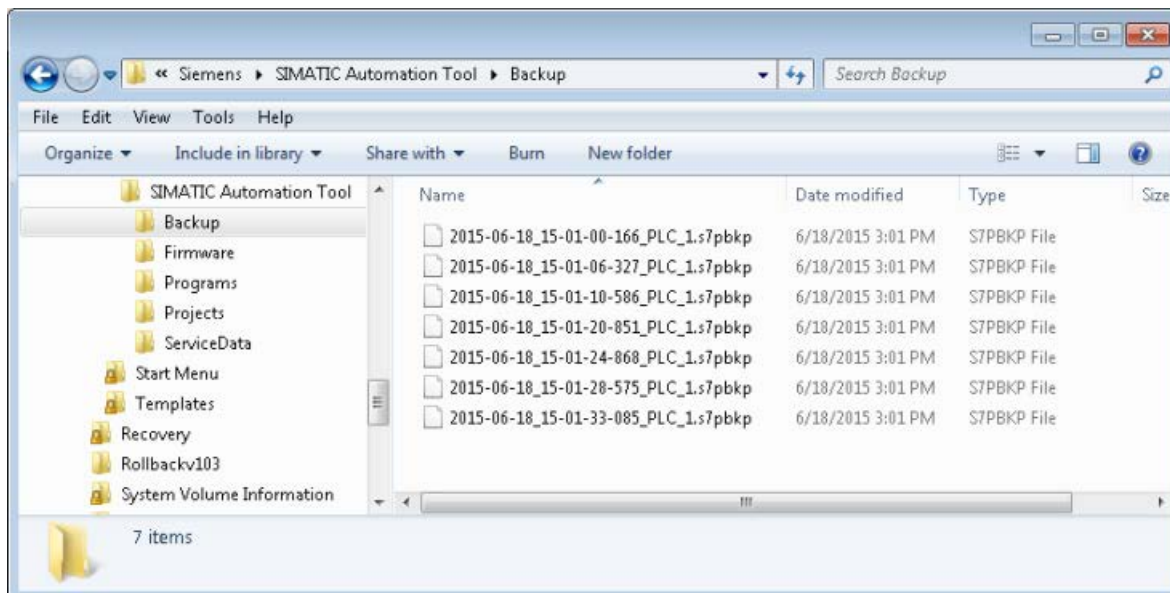 « Siemens ▸ SIMATIC Automation Tool ▸ Backup
Search Backup
File Edit View Tools Help
Organize Include in library Share with Burn New folder
Name Date modified Type Size
SIMATIC Automation Tool
Backup
Firmware
Programs
Projects
ServiceData
Start Menu
Templates
Recovery
Rollbackv103
System Volume Information
2015-06-18_15-01-00-166_PLC_1.s7pbkp 6/18/2015 3:01 PM S7PBKP File
2015-06-18_15-01-06-327_PLC_1.s7pbkp 6/18/2015 3:01 PM S7PBKP File
2015-06-18_15-01-10-586_PLC_1.s7pbkp 6/18/2015 3:01 PM S7PBKP File
2015-06-18_15-01-20-851_PLC_1.s7pbkp 6/18/2015 3:01 PM S7PBKP File
2015-06-18_15-01-24-868_PLC_1.s7pbkp 6/18/2015 3:01 PM S7PBKP File
2015-06-18_15-01-28-575_PLC_1.s7pbkp 6/18/2015 3:01 PM S7PBKP File
2015-06-18_15-01-33-085_PLC_1.s7pbkp 6/18/2015 3:01 PM S7PBKP File
7 items